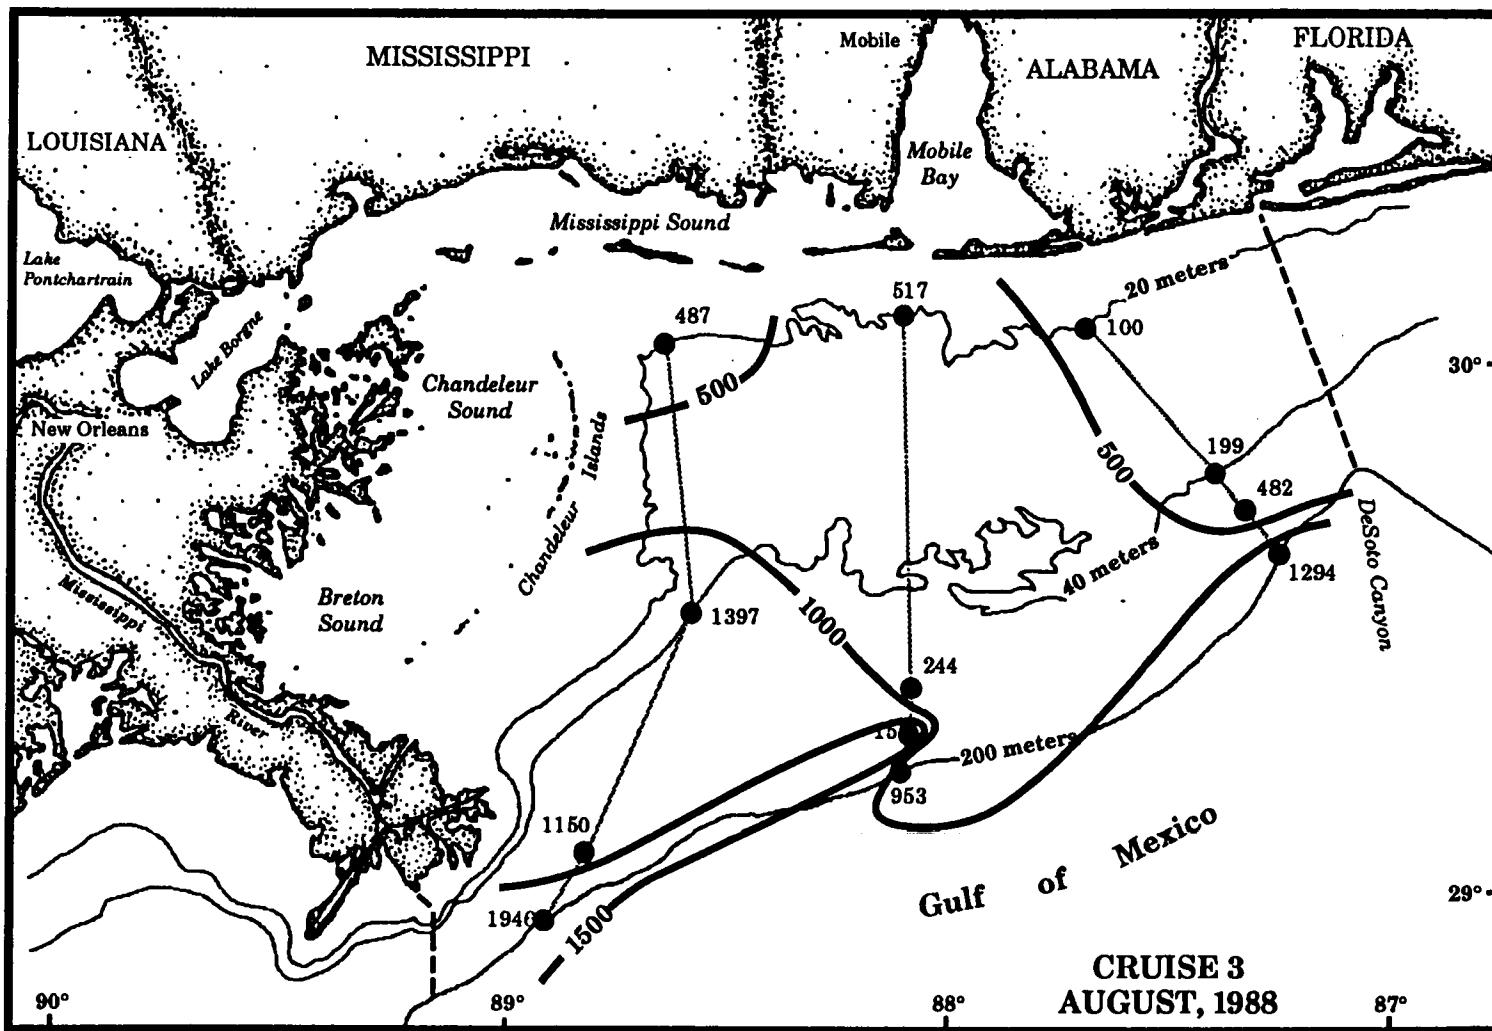 MISSISSIPPI
Mobile
FLORIDA
ALABAMA
LOUISIANA
Mobile
Bay
Mississippi Sound
Lake
Pontchartrain
20 meters
517
487
100
Lake Borgne
30°
Chandeleur
Sound
500
New Orleans
Islands
Chandeleur
500
199
482
DeSoto Canyon
40 meters
1294
Mississippi
River
Breton
Sound
1397
1000
244
200 meters
953
1150
1946
1500
Gulf of Mexico
29°
CRUISE 3
AUGUST, 1988
90°
89°
88°
87°